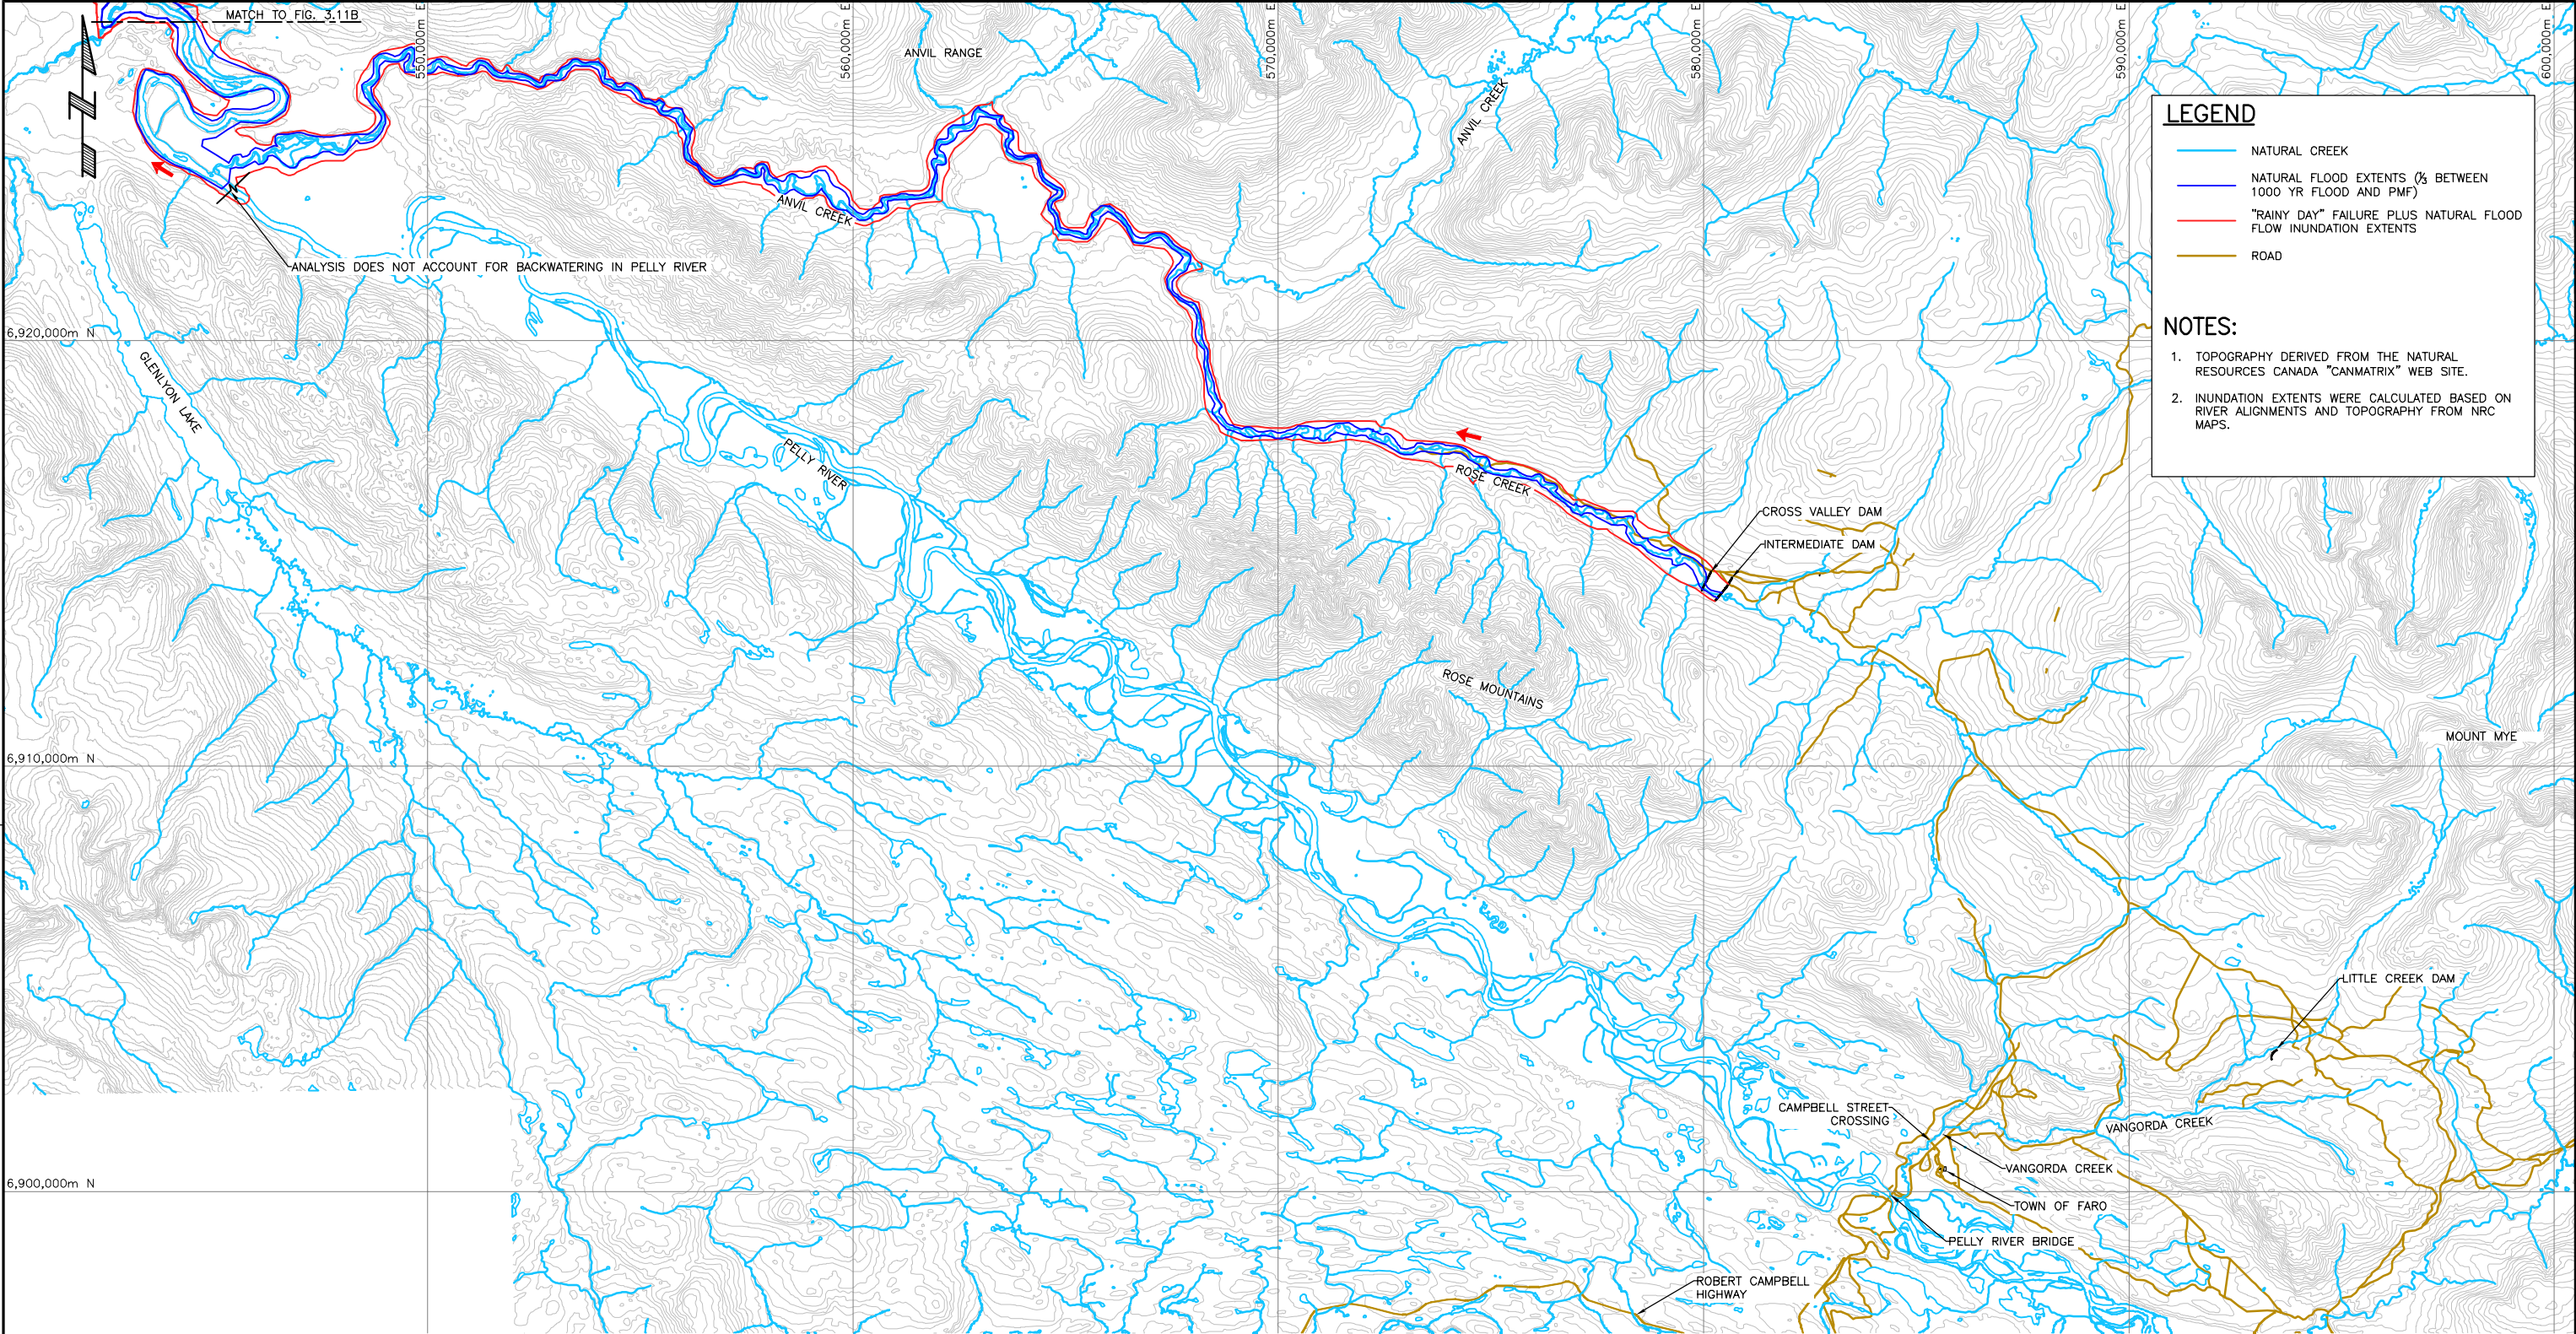 MATCH TO FIG. 3.11B
550,000m E
560,000m E
570,000m E
580,000m E
590,000m E
600,000m E
N
ANVIL RANGE
ANVIL CREEK
ANVIL CREEK
ANALYSIS DOES NOT ACCOUNT FOR BACKWATERING IN PELLY RIVER
6,920,000m N
GLENLYON LAKE
PELLY RIVER
ROSE CREEK
CROSS VALLEY DAM
INTERMEDIATE DAM
ROSE MOUNTAINS
MOUNT MYE
6,910,000m N
LITTLE CREEK DAM
CAMPBELL STREET
CROSSING
VANGORDA CREEK
VANGORDA CREEK
6,900,000m N
TOWN OF FARO
PELLY RIVER BRIDGE
ROBERT CAMPBELL
HIGHWAY
LEGEND
NATURAL CREEK
NATURAL FLOOD EXTENTS (⅓ BETWEEN
1000 YR FLOOD AND PMF)
"RAINY DAY" FAILURE PLUS NATURAL FLOOD
FLOW INUNDATION EXTENTS
ROAD
NOTES:
1. TOPOGRAPHY DERIVED FROM THE NATURAL
RESOURCES CANADA "CANMATRIX" WEB SITE.
2. INUNDATION EXTENTS WERE CALCULATED BASED ON
RIVER ALIGNMENTS AND TOPOGRAPHY FROM NRC
MAPS.